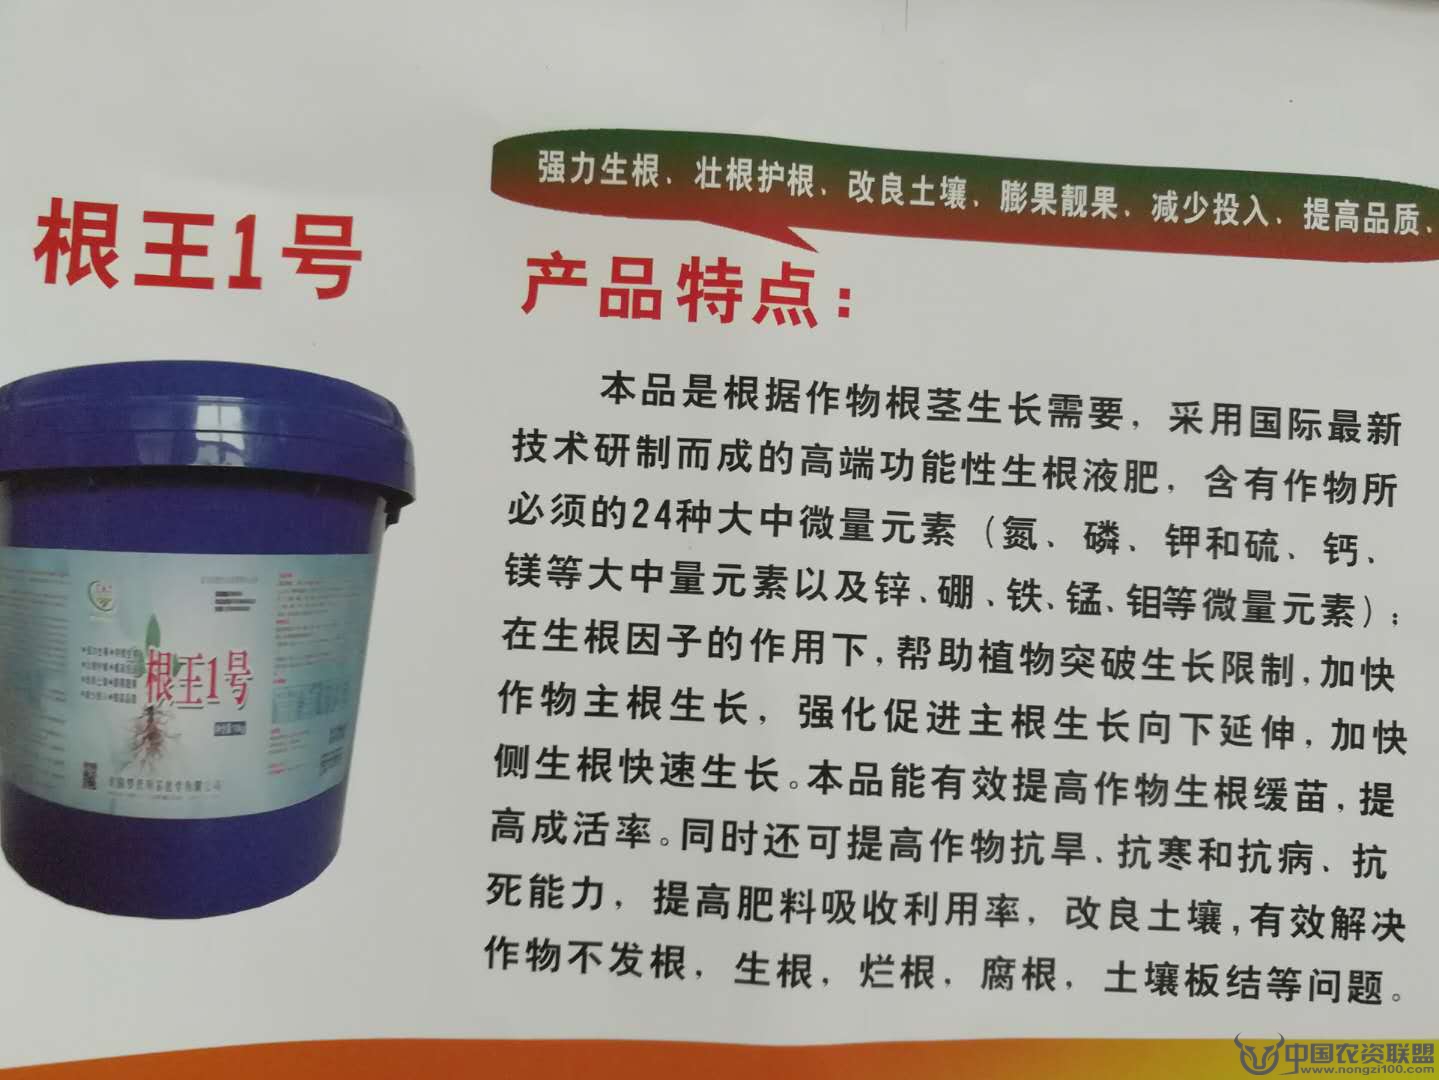 强力生根、壮根护根、改良土壤、膨果靓果、减少投入、提高品质、
根王1号
产品特点：
本品是根据作物根茎生长需要，采用国际最新
技术研制而成的高端功能性生根液肥，含有作物所
必须的24种大中微量元素（氮、磷、钾和硫、钙、
镁等大中量元素以及锌、硼、铁、锰、钼等微量元素）；
在生根因子的作用下，帮助植物突破生长限制，加快
作物主根生长，强化促进主根生长向下延伸，加快
侧生根快速生长。本品能有效提高作物生根缓苗，提
高成活率。同时还可提高作物抗旱、抗寒和抗病、抗
死能力，提高肥料吸收利用率，改良土壤，有效解决
作物不发根，生根，烂根，腐根，土壤板结等问题。
根王1号
中国农资联盟
www.nongzi100.com